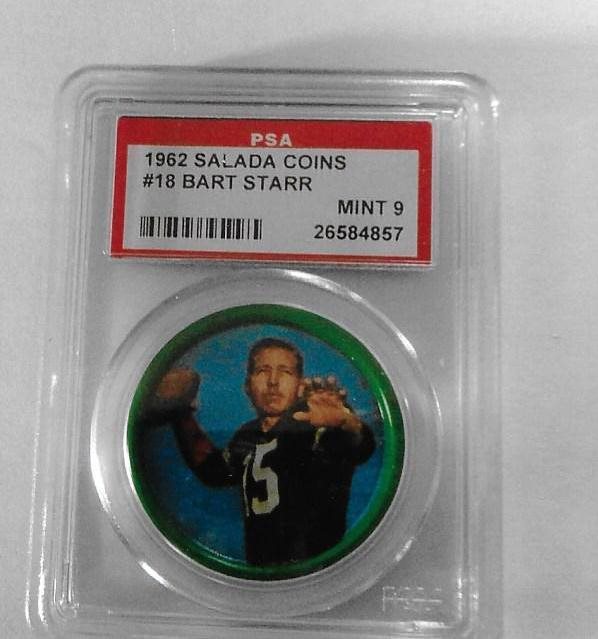 PSA
1962 SALADA COINS
#18 BART STARR
MINT 9
26584857
15